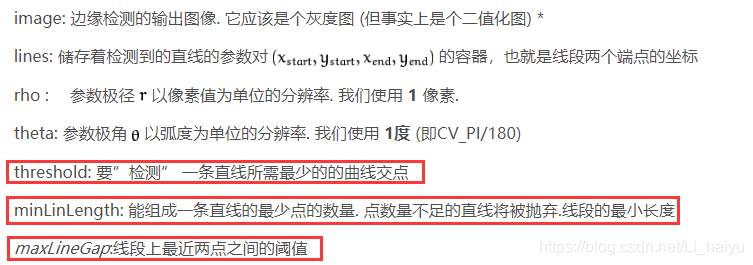 image: 边缘检测的输出图像. 它应该是个灰度图 (但事实上是个二值化图) *
lines: 储存着检测到的直线的参数对 (x_start, y_start, x_end, y_end) 的容器，也就是线段两个端点的坐标
rho : 参数极径 r 以像素值为单位的分辨率. 我们使用 1 像素.
theta: 参数极角 θ 以弧度为单位的分辨率. 我们使用 1度 (即CV_PI/180)
threshold: 要”检测” 一条直线所需最少的的曲线交点
minLinLength: 能组成一条直线的最少点的数量. 点数量不足的直线将被抛弃.线段的最小长度
maxLineGap:线段上最近两点之间的阈值
https://blog.csdn.net/Li_haiyu